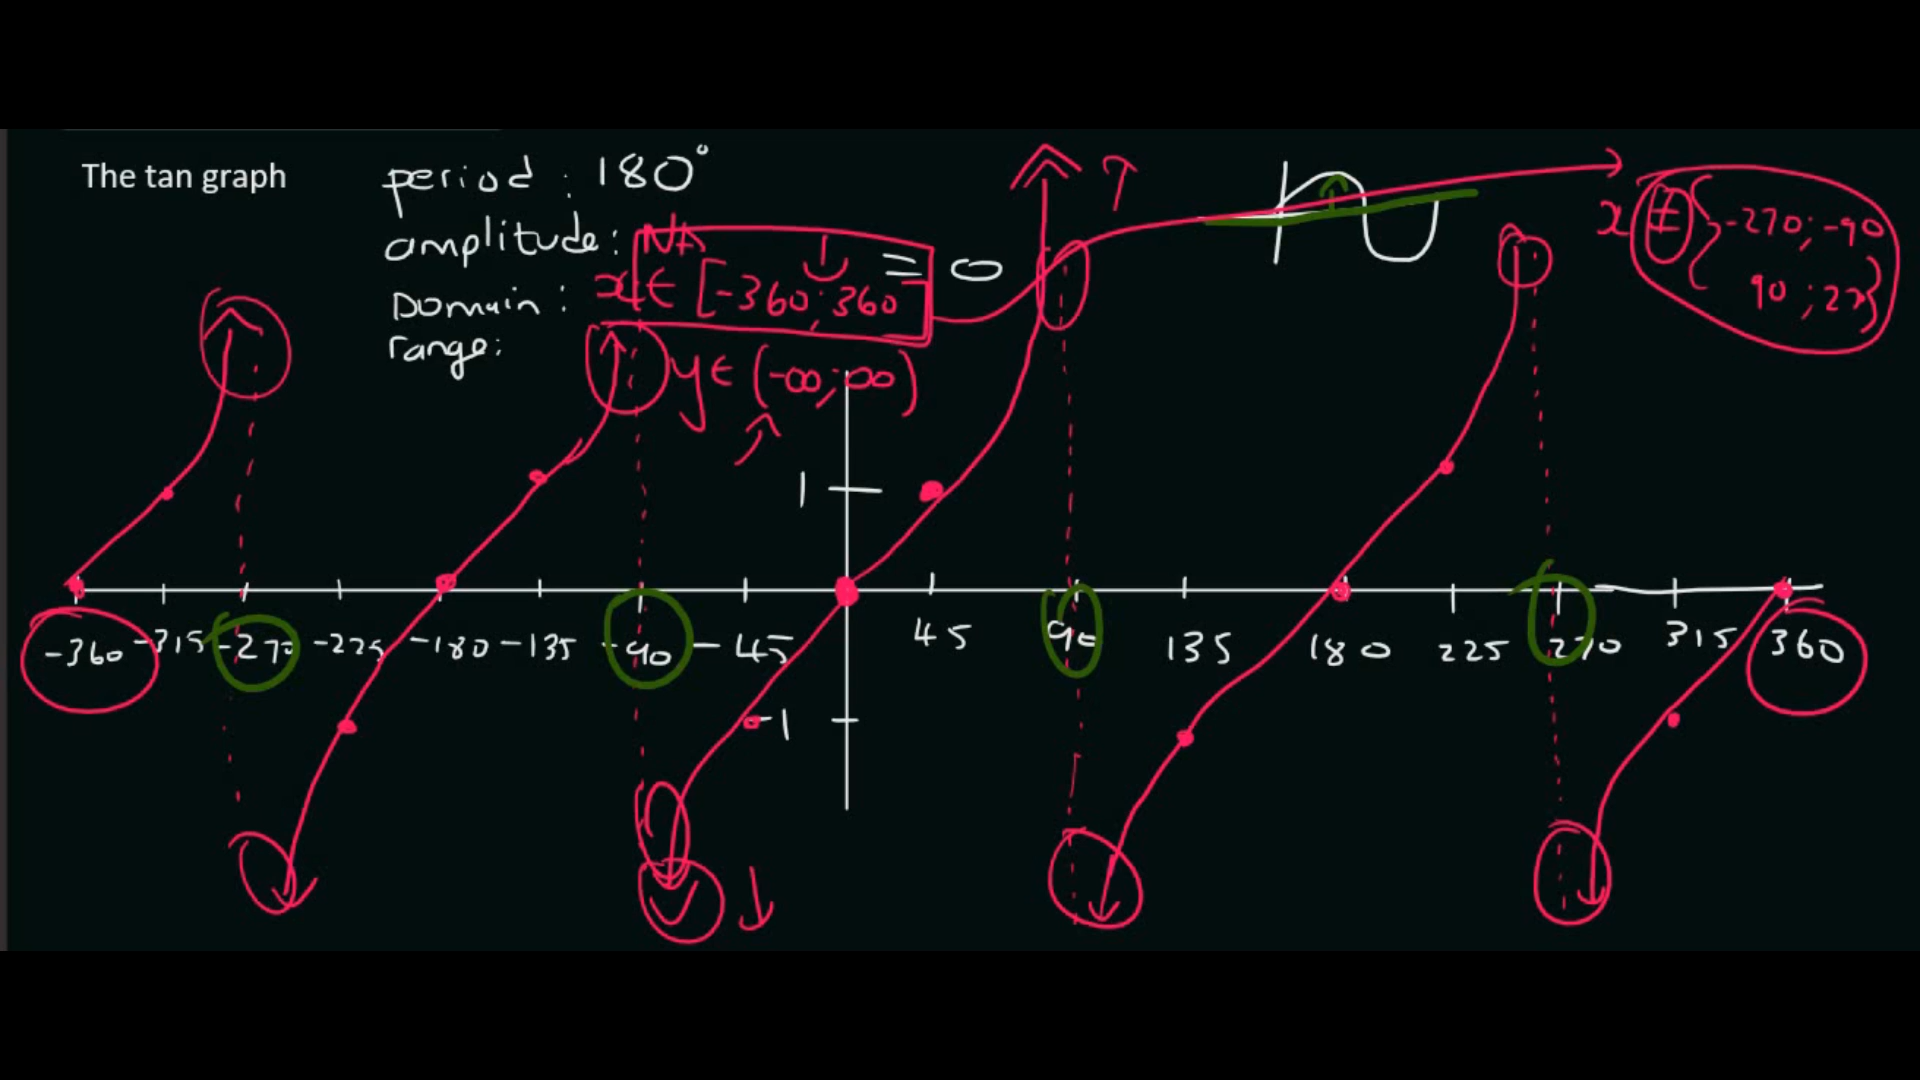 The tan graph
period : 180°
amplitude: NA
= 0
Domain : x ∈ [-360; 360]
x ≠ { -270; -90
90 ; 27 }
range: y ∈ (-∞; ∞)
1
-360 -315 -270 -225 -180 -135 -90 -45 45 90 135 180 225 270 315 360
-1